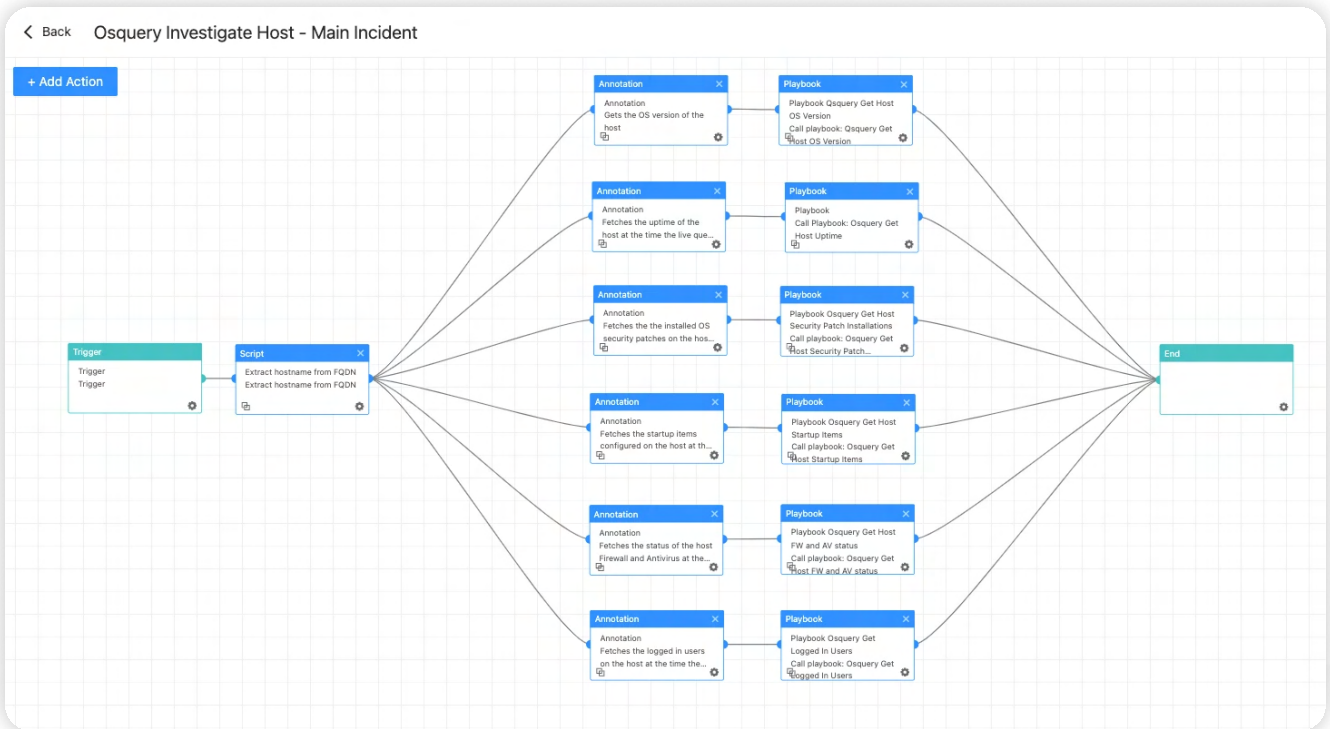 Back
Osquery Investigate Host - Main Incident
+ Add Action
Annotation
Annotation
Gets the OS version of the
host
Playbook
Playbook Qsquery Get Host
OS Version
Call playbook: Qsquery Get
Host OS Version
Annotation
Annotation
Fetches the uptime of the
host at the time the live que...
Playbook
Playbook
Call Playbook: Osquery Get
Host Uptime
Annotation
Annotation
Fetches the the installed OS
security patches on the hos...
Playbook
Playbook Osquery Get Host
Security Patch Installations
Call playbook: Osquery Get
Host Security Patch...
Trigger
Trigger
Trigger
Script
Extract hostname from FQDN
Extract hostname from FQDN
End
Annotation
Annotation
Fetches the startup items
configured on the host at th...
Playbook
Playbook Osquery Get Host
Startup Items
Call playbook: Osquery Get
Host Startup Items
Annotation
Annotation
Fetches the status of the host
Firewall and Antivirus at the...
Playbook
Playbook Osquery Get Host
FW and AV status
Call playbook: Osquery Get
Host FW and AV status
Annotation
Annotation
Fetches the logged in users
on the host at the time the...
Playbook
Playbook Osquery Get
Logged In Users
Call playbook: Osquery Get
Logged In Users